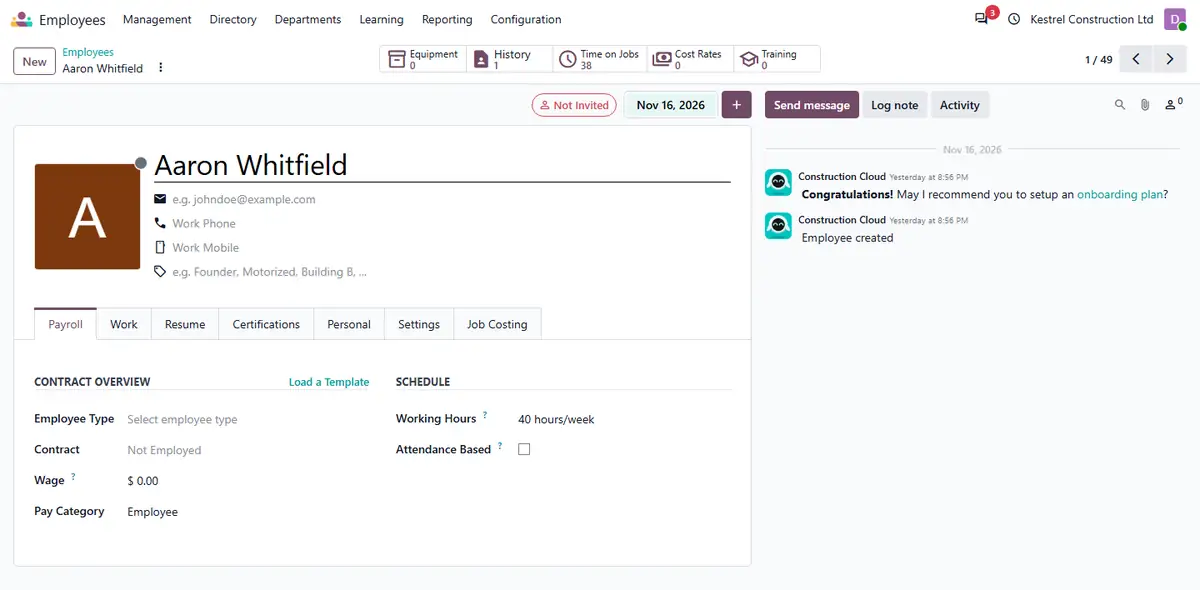 Employees Management Directory Departments Learning Reporting Configuration 3 Kestrel Construction Ltd D
New Employees
Aaron Whitfield
Equipment 0 History 1 Time on Jobs 38 Cost Rates 0 Training 0 1 / 49
Not Invited Nov 16, 2026 + Send message Log note Activity 0
A
Aaron Whitfield
e.g. johndoe@example.com
Work Phone
Work Mobile
e.g. Founder, Motorized, Building B, ...
Payroll Work Resume Certifications Personal Settings Job Costing
CONTRACT OVERVIEW Load a Template
Employee Type Select employee type
Contract Not Employed
Wage ? $ 0.00
Pay Category Employee
SCHEDULE
Working Hours ? 40 hours/week
Attendance Based ?
Nov 16, 2026
Construction Cloud Yesterday at 8:56 PM
Congratulations! May I recommend you to setup an onboarding plan?
Construction Cloud Yesterday at 8:56 PM
Employee created